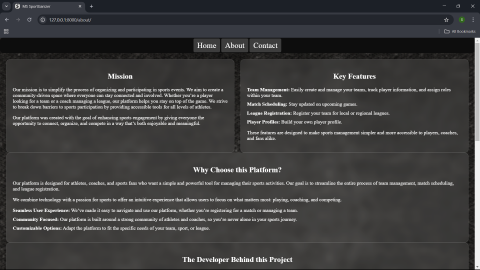 MS SportSeason
127.0.0.1:8000/about/
All Bookmarks
Home About Contact
Mission
Our mission is to simplify the process of organizing and participating in sports events. We aim to create a
community-driven space where everyone can stay connected and involved. Whether you're a player
looking for a team or a coach managing a league, our platform helps you stay on top of the game. We strive
to break down barriers to sports participation by providing accessible tools for all levels of athletes.
Our platform was created with the goal of enhancing sports engagement by giving everyone the
opportunity to connect, organize, and compete in a way that's both enjoyable and meaningful.
Key Features
Team Management: Easily create and manage your teams, track player information, and assign roles
within your team.
Match Scheduling: Stay updated on upcoming games.
League Registration: Register your team for local or regional leagues.
Player Profiles: Build your own player profile.
These features are designed to make sports management simpler and more accessible to players, coaches,
and fans alike.
Why Choose this Platform?
Our platform is designed for athletes, coaches, and sports fans who want a simple and powerful tool for managing their sports activities. Our goal is to streamline the entire process of team management, match scheduling,
and league registration.
We combine technology with a passion for sports to offer an intuitive experience that allows users to focus on what matters most: playing, coaching, and competing.
Seamless User Experience: We've made it easy to navigate and use our platform, whether you're registering for a match or managing a team.
Community Focused: Our platform is built around a strong community of athletes and coaches, so you're never alone in your sports journey.
Customizable Options: Adapt the platform to fit the specific needs of your team, sport, or league.
The Developer Behind this Project